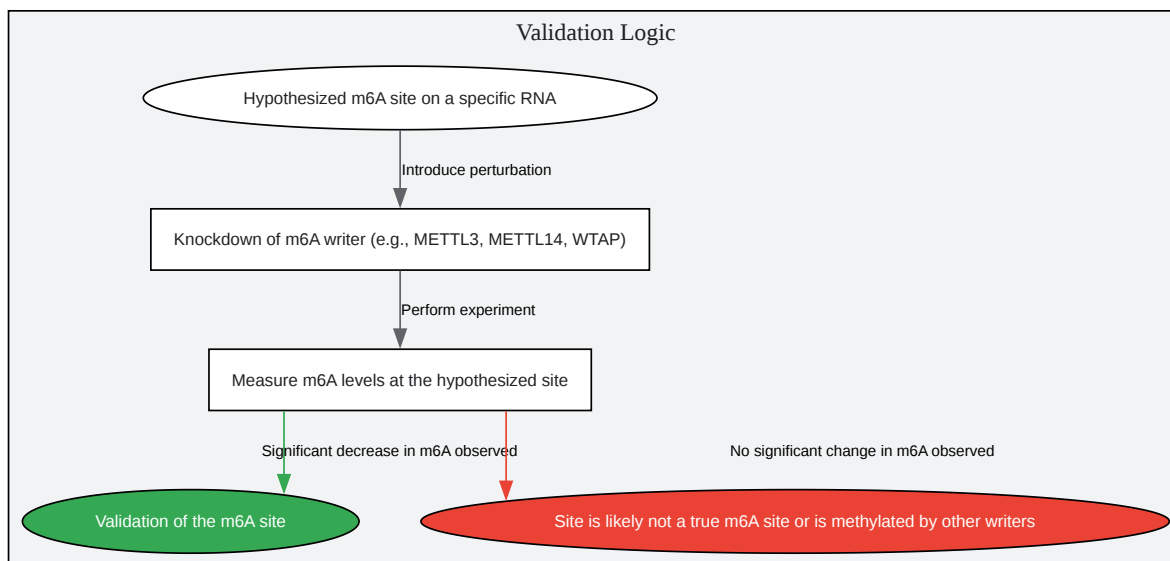 Validation Logic
Hypothesized m6A site on a specific RNA
Introduce perturbation
Knockdown of m6A writer (e.g., METTL3, METTL14, WTAP)
Perform experiment
Measure m6A levels at the hypothesized site
Significant decrease in m6A observed
No significant change in m6A observed
Validation of the m6A site
Site is likely not a true m6A site or is methylated by other writers